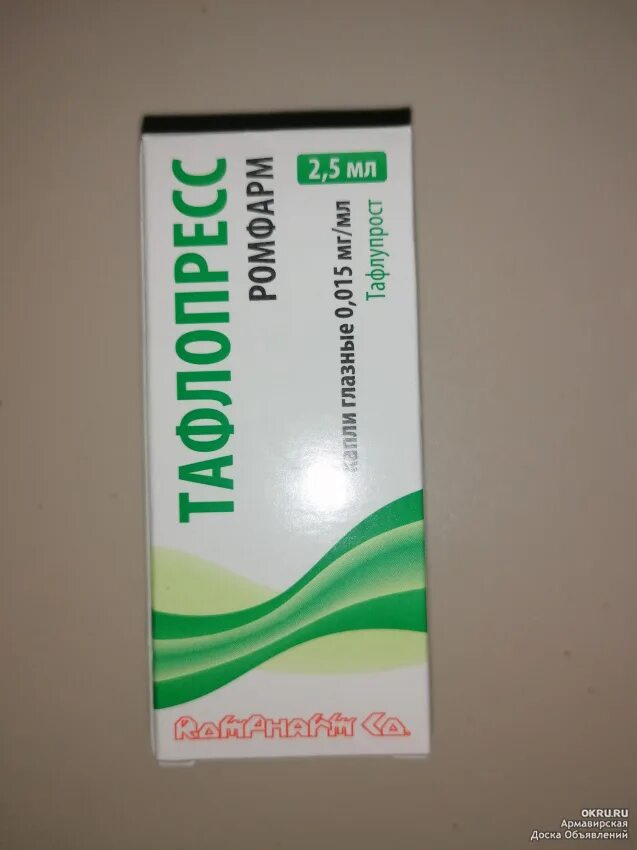 ТАФЛОПРЕСС
РОМФАРМ
2,5 мл
капли глазные 0,015 мг/мл
Тафлупрост
RomPharm Co.
OKRU.RU
Армавирская
Доска Объявлений